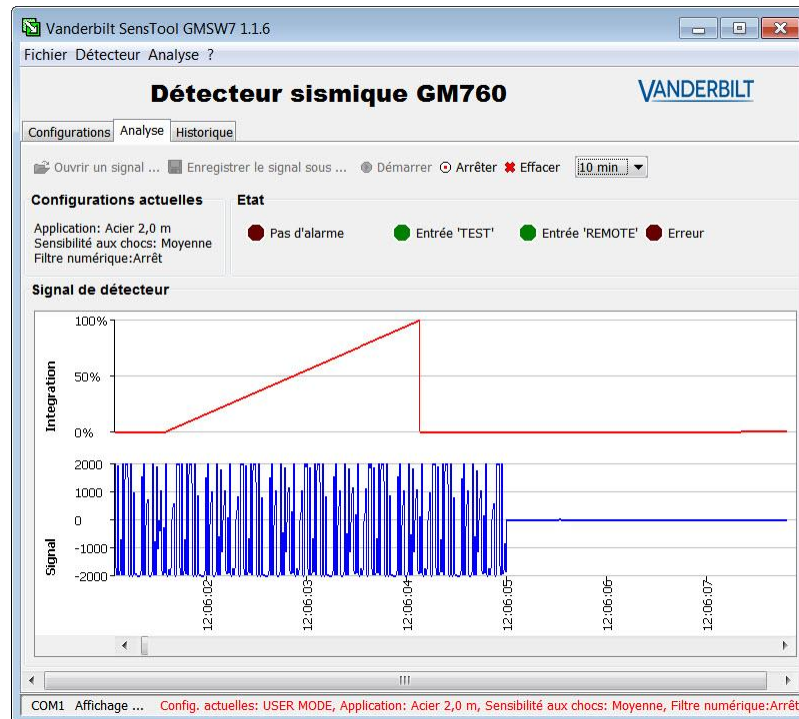 Vanderbilt SensTool GMSW7 1.1.6
Fichier Détecteur Analyse ?
Détecteur sismique GM760
VANDERBILT
Configurations Analyse Historique
Ouvrir un signal ... Enregistrer le signal sous ... Démarrer Arrêter Effacer 10 min
Configurations actuelles
Etat
Application: Acier 2,0 m
Sensibilité aux chocs: Moyenne
Filtre numérique:Arrêt
Pas d'alarme Entrée 'TEST' Entrée 'REMOTE' Erreur
Signal de détecteur
Integration
100%
50%
0%
Signal
2000
1000
0
-1000
-2000
12:06:02
12:06:03
12:06:04
12:06:05
12:06:06
12:06:07
COM1 Affichage ... Config. actuelles: USER MODE, Application: Acier 2,0 m, Sensibilité aux chocs: Moyenne, Filtre numérique:Arrêt